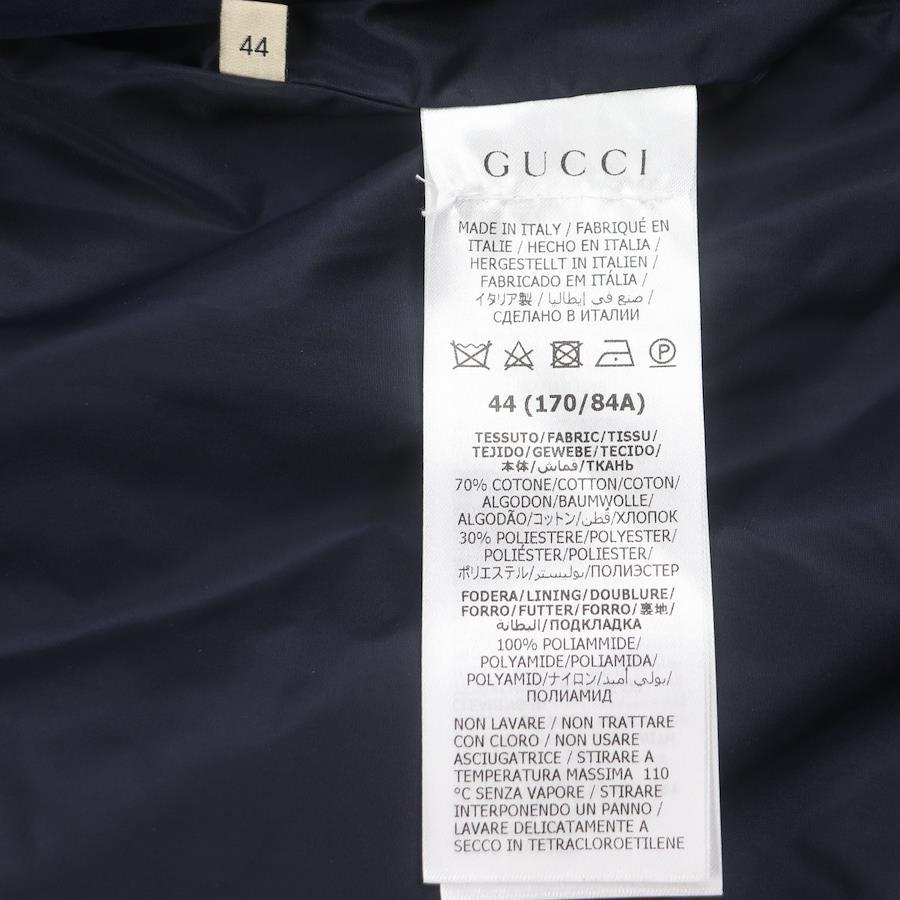 44
GUCCI
MADE IN ITALY / FABRIQUÉ EN
ITALIE / HECHO EN ITALIA /
HERGESTELLT IN ITALIEN /
FABRICADO EM ITÁLIA /
イタリア製 / صنع في إيطاليا /
СДЕЛАНО В ИТАЛИИ
P
44 (170/84A)
TESSUTO/FABRIC/TISSU/
TEJIDO/GEWEBE/TECIDO/
本体/قماش/ТКАНЬ
70% COTONE/COTTON/COTON/
ALGODON/BAUMWOLLE/
ALGODÃO/コットン/قُطن/ХЛОПОК
30% POLIESTERE/POLYESTER/
POLIÉSTER/POLIESTER/
ポリエステル/بوليستر/ПОЛИЭСТЕР
FODERA/LINING/DOUBLURE/
FORRO/FUTTER/FORRO/裏地/
البطانة/ПОДКЛАДКА
100% POLIAMMIDE/
POLYAMIDE/POLIAMIDA/
POLYAMID/ナイロン/بولي أميد/
ПОЛИАМИД
NON LAVARE / NON TRATTARE
CON CLORO / NON USARE
ASCIUGATRICE / STIRARE A
TEMPERATURA MASSIMA 110
°C SENZA VAPORE / STIRARE
INTERPONENDO UN PANNO /
LAVARE DELICATAMENTE A
SECCO IN TETRACLOROETILENE